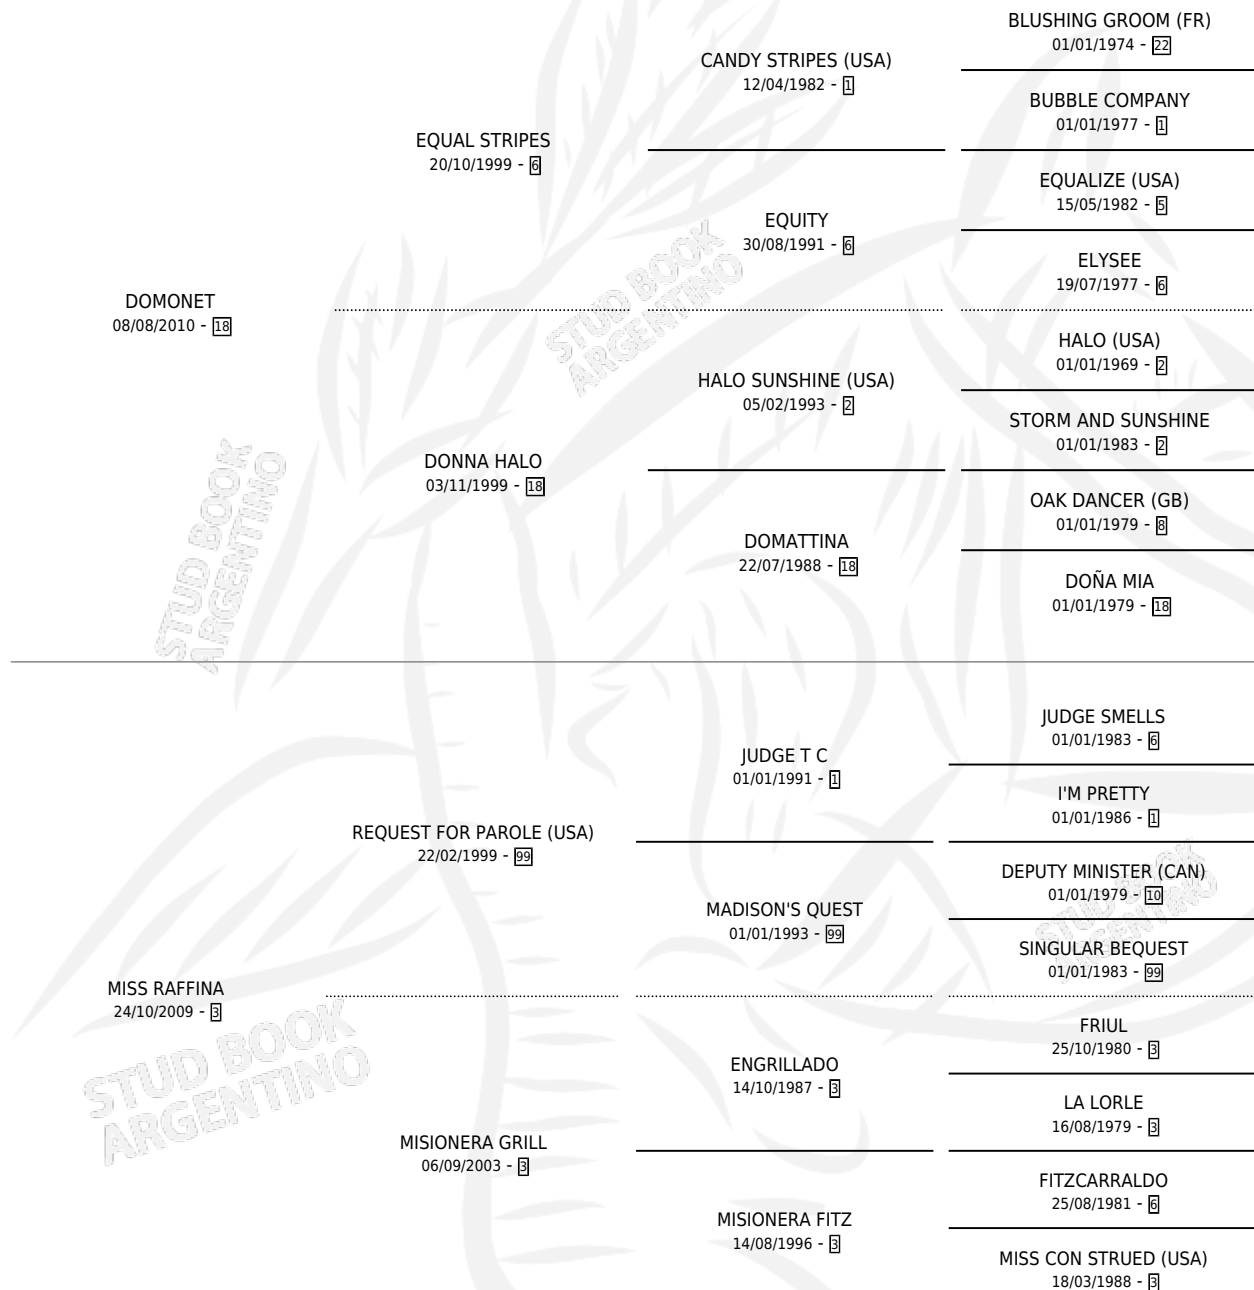 BLUSHING GROOM (FR)
01/01/1974 - 22
CANDY STRIPES (USA)
12/04/1982 - 1
BUBBLE COMPANY
01/01/1977 - 1
EQUAL STRIPES
20/10/1999 - 6
EQUALIZE (USA)
15/05/1982 - 5
EQUITY
30/08/1991 - 6
ELYSEE
19/07/1977 - 6
DOMONET
08/08/2010 - 18
HALO (USA)
01/01/1969 - 2
HALO SUNSHINE (USA)
05/02/1993 - 2
STORM AND SUNSHINE
01/01/1983 - 2
DONNA HALO
03/11/1999 - 18
OAK DANCER (GB)
01/01/1979 - 8
DOMATTINA
22/07/1988 - 18
DOÑA MIA
01/01/1979 - 18
JUDGE SMELLS
01/01/1983 - 6
JUDGE T C
01/01/1991 - 1
I'M PRETTY
01/01/1986 - 1
REQUEST FOR PAROLE (USA)
22/02/1999 - 99
DEPUTY MINISTER (CAN)
01/01/1979 - 10
MADISON'S QUEST
01/01/1993 - 99
SINGULAR BEQUEST
01/01/1983 - 99
MISS RAFFINA
24/10/2009 - 3
FRIUL
25/10/1980 - 3
ENGRILLADO
14/10/1987 - 3
LA LORLE
16/08/1979 - 3
MISIONERA GRILL
06/09/2003 - 3
FITZCARRALDO
25/08/1981 - 6
MISIONERA FITZ
14/08/1996 - 3
MISS CON STRUED (USA)
18/03/1988 - 3
STUD BOOK
ARGENTINO
STUD BOOK
ARGENTINO
STUD BOOK
ARGENTINO
STUD BOOK
ARGENTINO